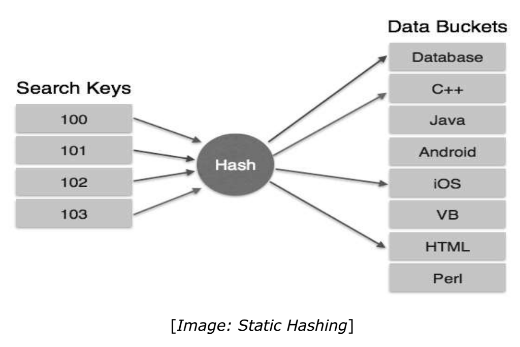 Data Buckets
Search Keys
Database
C++
Java
Android
iOS
VB
HTML
Perl
100
101
102
103
Hash
[Image: Static Hashing]